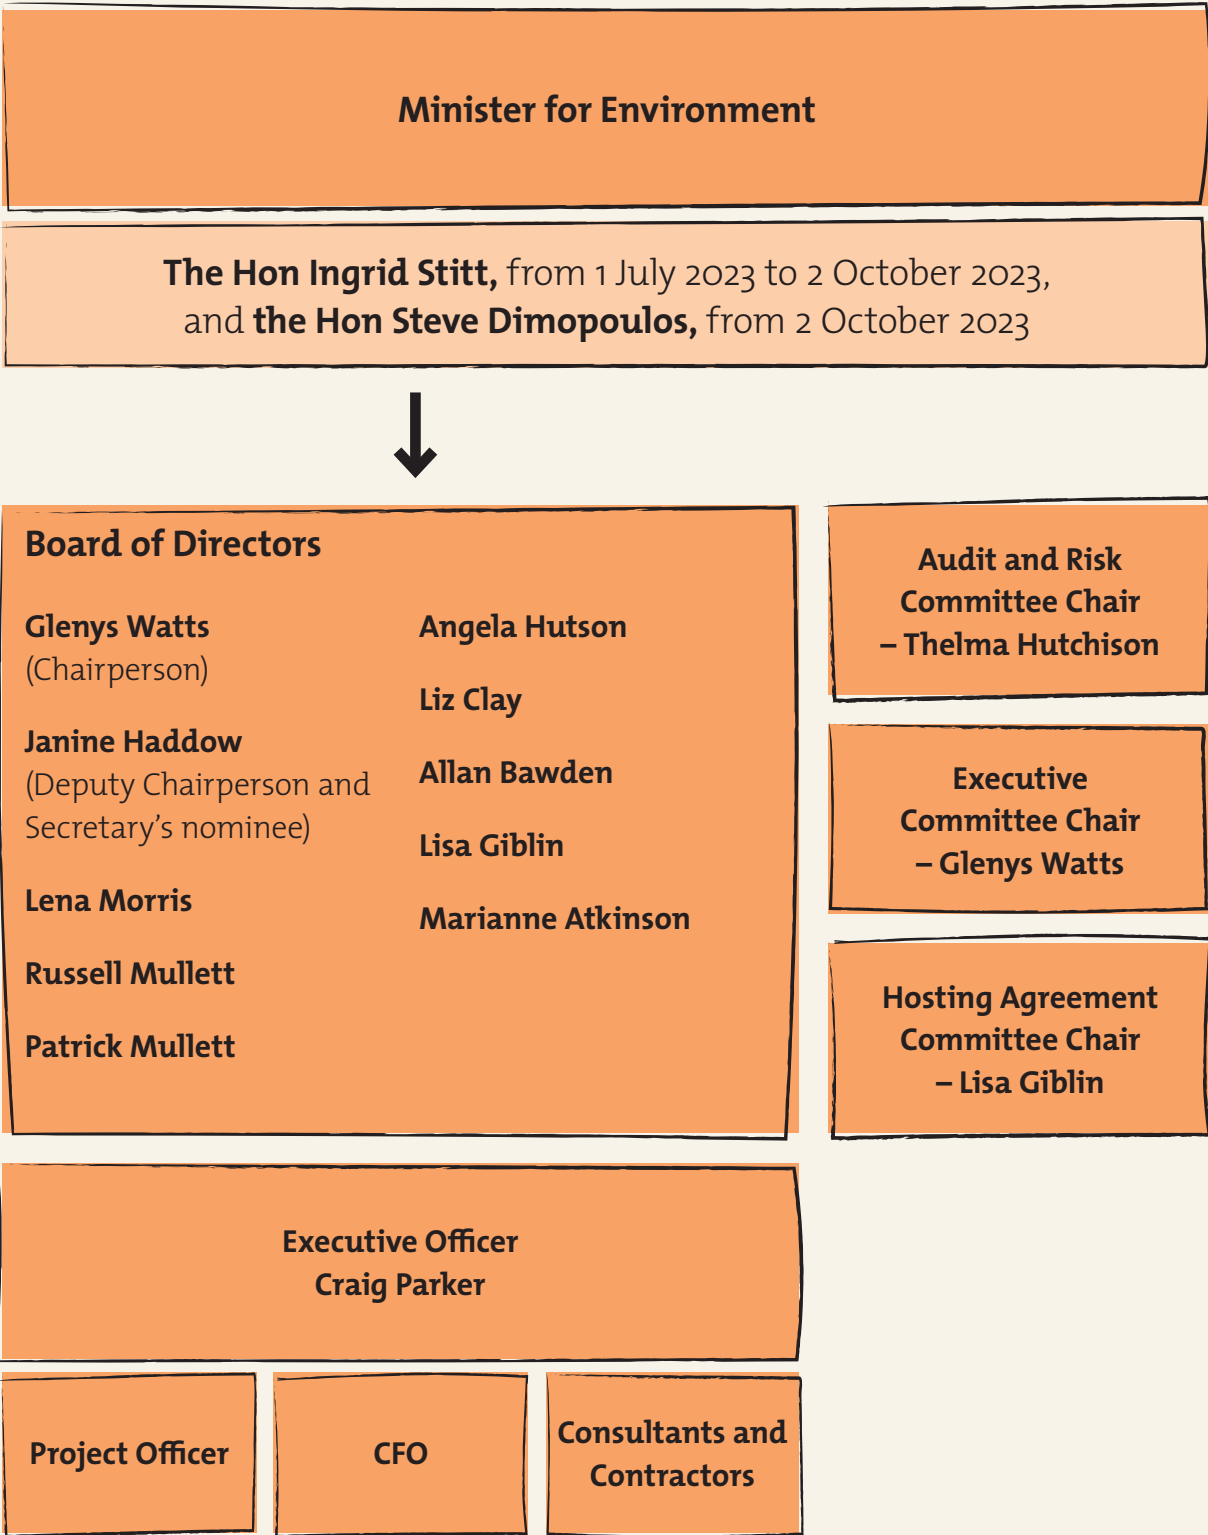 Minister for Environment
The Hon Ingrid Stitt, from 1 July 2023 to 2 October 2023,
and the Hon Steve Dimopoulos, from 2 October 2023
Board of Directors
Glenys Watts
(Chairperson)
Janine Haddow
(Deputy Chairperson and
Secretary’s nominee)
Lena Morris
Russell Mullett
Patrick Mullett
Angela Hutson
Liz Clay
Allan Bawden
Lisa Giblin
Marianne Atkinson
Audit and Risk
Committee Chair
– Thelma Hutchison
Executive
Committee Chair
– Glenys Watts
Hosting Agreement
Committee Chair
– Lisa Giblin
Executive Officer
Craig Parker
Project Officer
CFO
Consultants and
Contractors